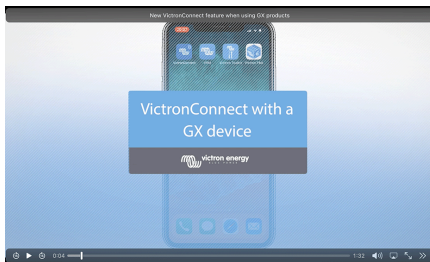 New VictronConnect feature when using GX products
VictronConnect with a
GX device
victron energy
0:04
1:32